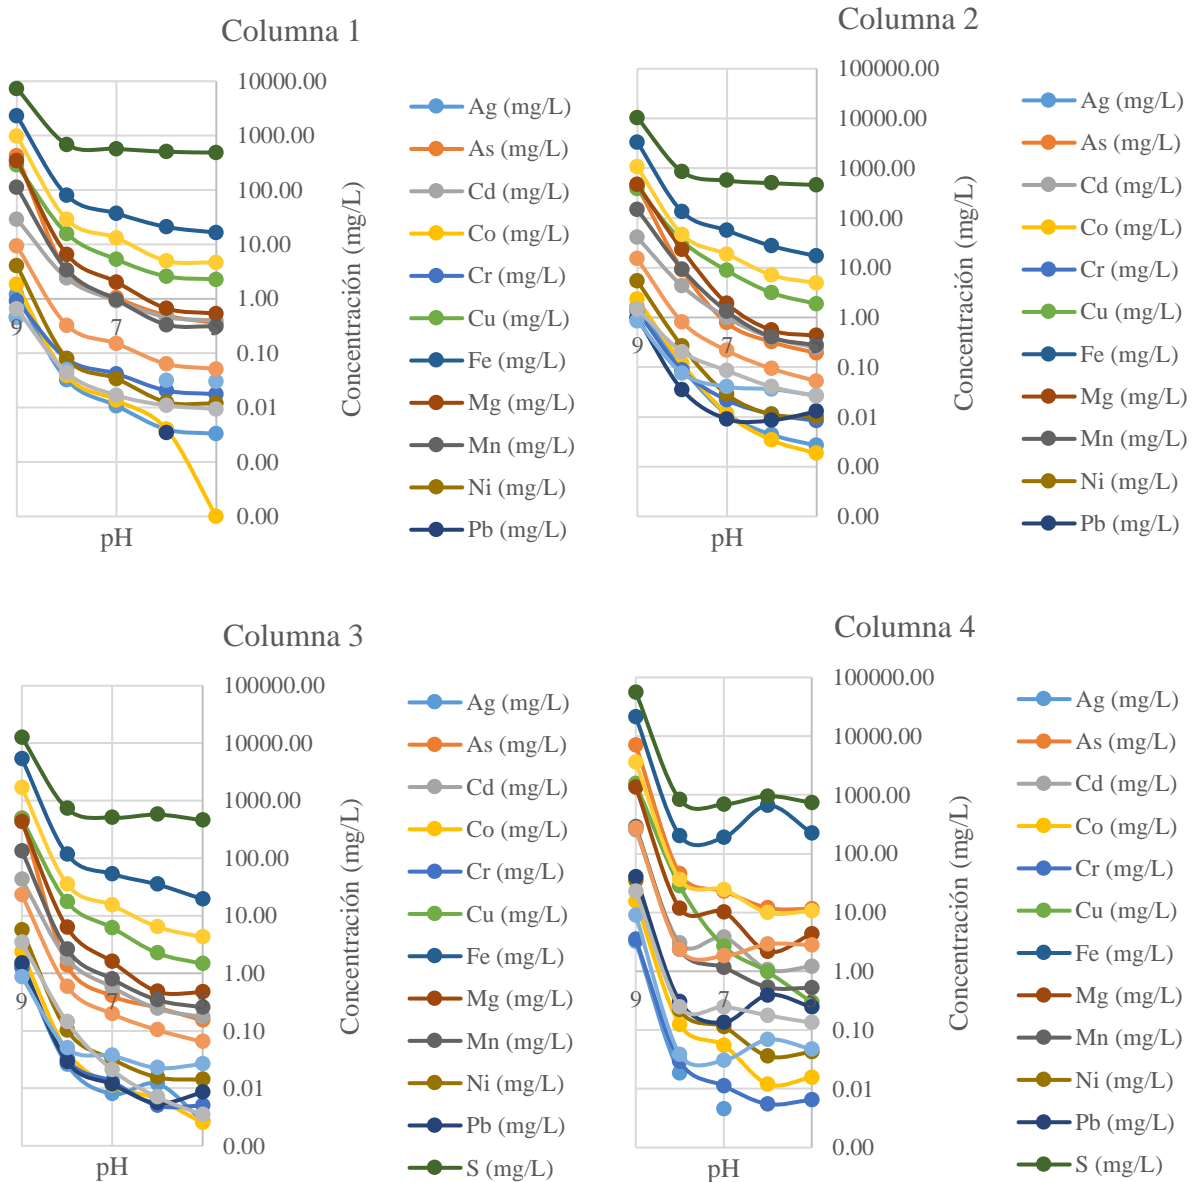 Columna 1
10000.00
1000.00
100.00
10.00
1.00
0.10
0.01
0.00
0.00
9
7
pH
Concentración (mg/L)
Ag (mg/L)
As (mg/L)
Cd (mg/L)
Co (mg/L)
Cr (mg/L)
Cu (mg/L)
Fe (mg/L)
Mg (mg/L)
Mn (mg/L)
Ni (mg/L)
Pb (mg/L)
Columna 2
100000.00
10000.00
1000.00
100.00
10.00
1.00
0.10
0.01
0.00
0.00
9
7
pH
Concentración (mg/L)
Ag (mg/L)
As (mg/L)
Cd (mg/L)
Co (mg/L)
Cr (mg/L)
Cu (mg/L)
Fe (mg/L)
Mg (mg/L)
Mn (mg/L)
Ni (mg/L)
Pb (mg/L)
Columna 3
100000.00
10000.00
1000.00
100.00
10.00
1.00
0.10
0.01
0.00
9
7
pH
Concentración (mg/L)
Ag (mg/L)
As (mg/L)
Cd (mg/L)
Co (mg/L)
Cr (mg/L)
Cu (mg/L)
Fe (mg/L)
Mg (mg/L)
Mn (mg/L)
Ni (mg/L)
Pb (mg/L)
S (mg/L)
Columna 4
100000.00
10000.00
1000.00
100.00
10.00
1.00
0.10
0.01
0.00
9
7
pH
Concentración (mg/L)
Ag (mg/L)
As (mg/L)
Cd (mg/L)
Co (mg/L)
Cr (mg/L)
Cu (mg/L)
Fe (mg/L)
Mg (mg/L)
Mn (mg/L)
Ni (mg/L)
Pb (mg/L)
S (mg/L)